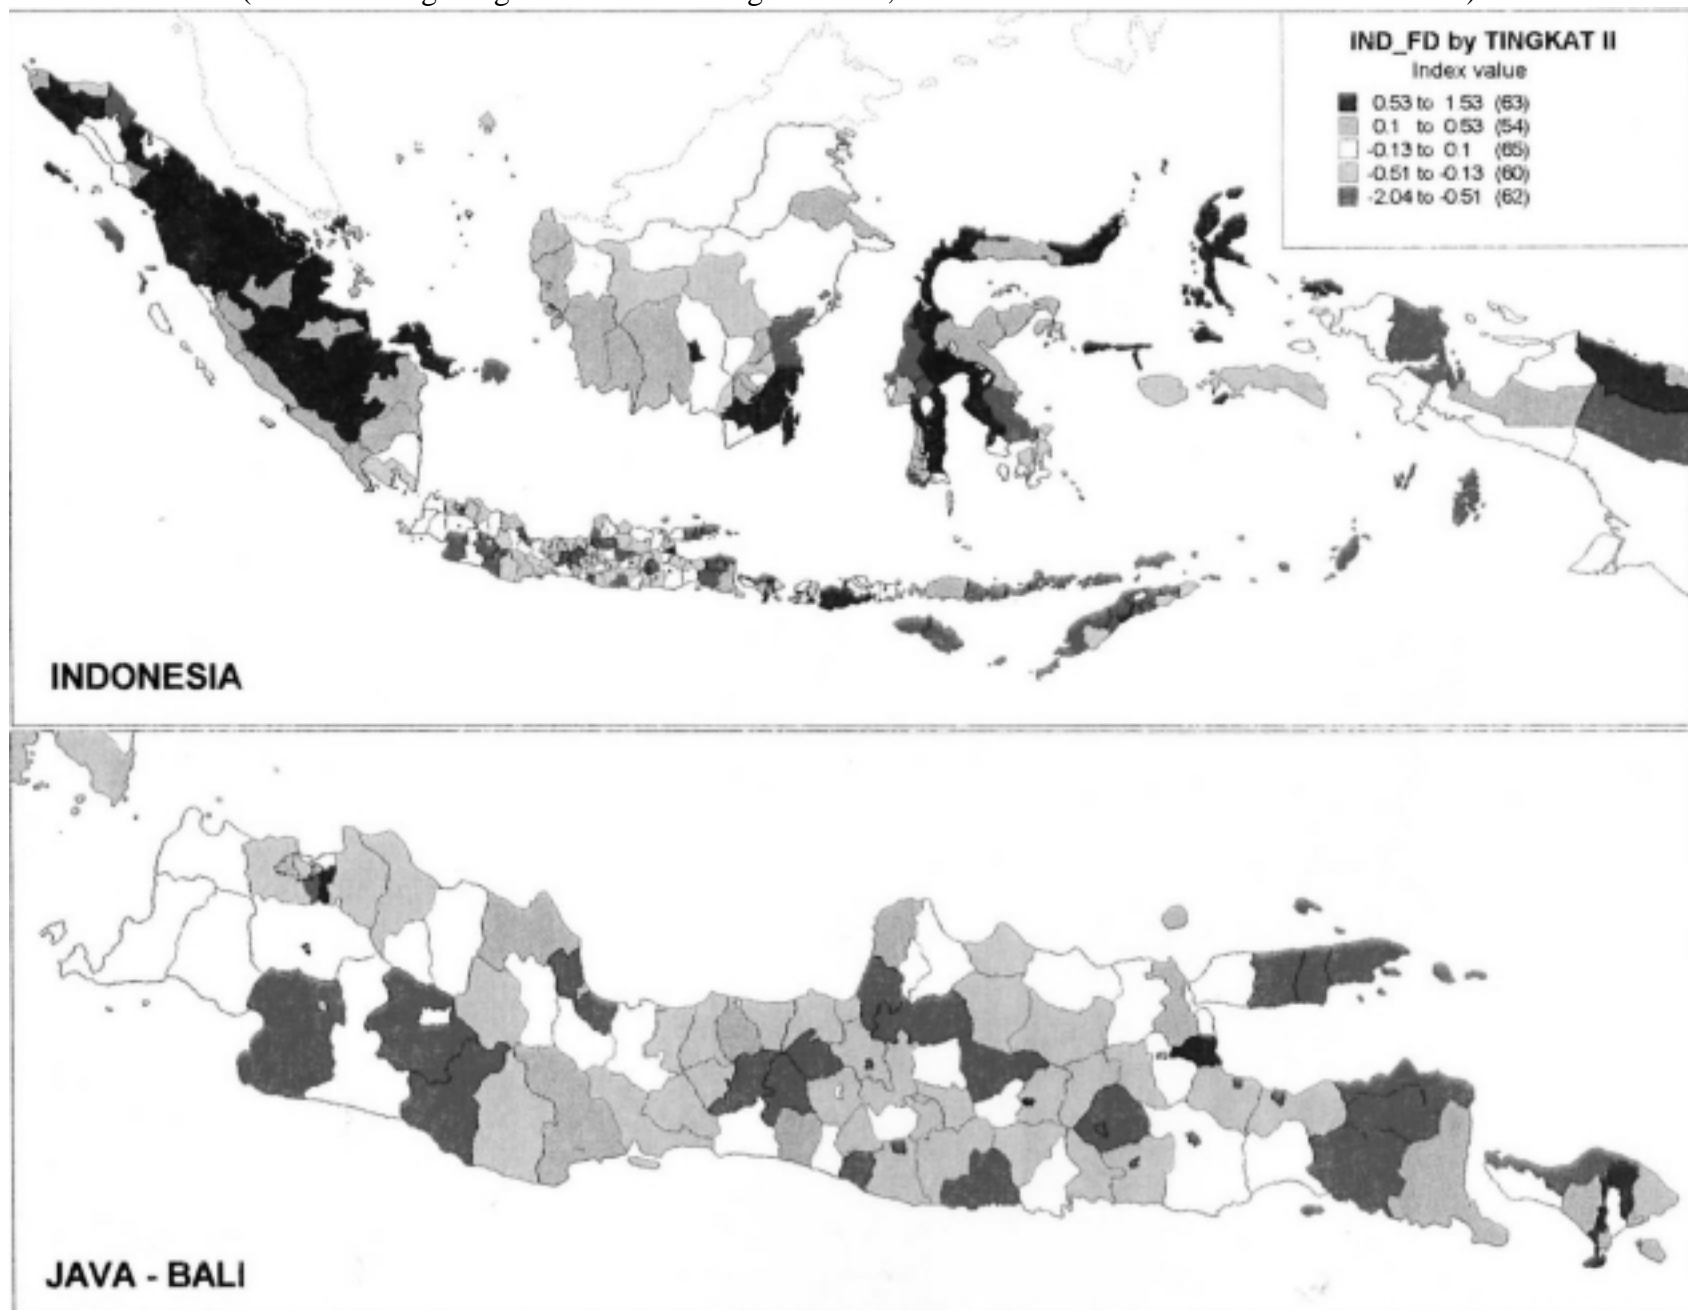 IND_FD by TINGKAT II
Index value
0.53 to 1.53 (63)
0.1 to 0.53 (54)
-0.13 to 0.1 (65)
-0.51 to -0.13 (60)
-2.04 to -0.51 (62)
INDONESIA
JAVA - BALI